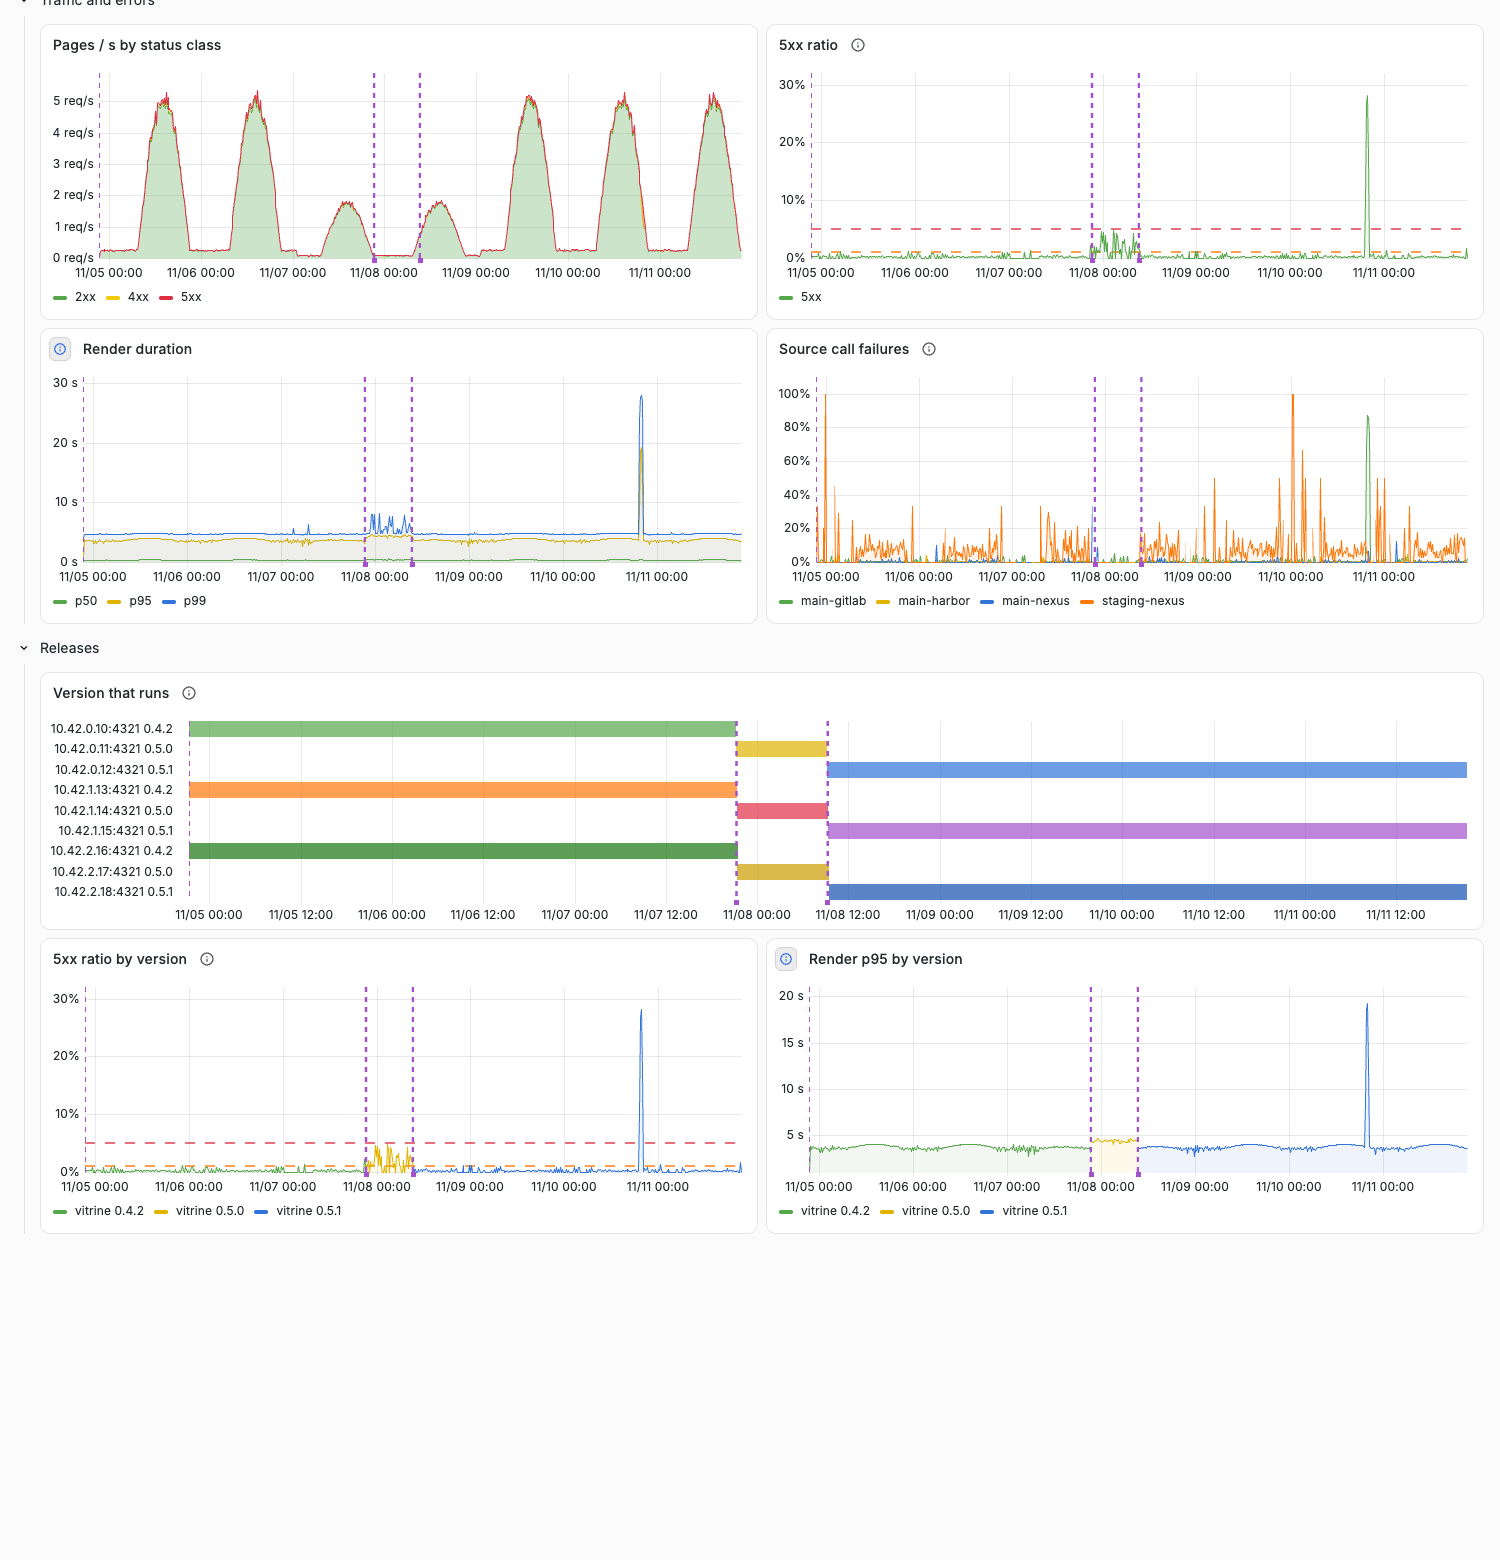 Traffic and errors
Pages / s by status class
5 req/s
4 req/s
3 req/s
2 req/s
1 req/s
0 req/s
11/05 00:00 11/06 00:00 11/07 00:00 11/08 00:00 11/09 00:00 11/10 00:00 11/11 00:00
2xx 4xx 5xx
5xx ratio
30%
20%
10%
0%
11/05 00:00 11/06 00:00 11/07 00:00 11/08 00:00 11/09 00:00 11/10 00:00 11/11 00:00
5xx
Render duration
30 s
20 s
10 s
0 s
11/05 00:00 11/06 00:00 11/07 00:00 11/08 00:00 11/09 00:00 11/10 00:00 11/11 00:00
p50 p95 p99
Source call failures
100%
80%
60%
40%
20%
0%
11/05 00:00 11/06 00:00 11/07 00:00 11/08 00:00 11/09 00:00 11/10 00:00 11/11 00:00
main-gitlab main-harbor main-nexus staging-nexus
Releases
Version that runs
10.42.0.10:4321 0.4.2
10.42.0.11:4321 0.5.0
10.42.0.12:4321 0.5.1
10.42.1.13:4321 0.4.2
10.42.1.14:4321 0.5.0
10.42.1.15:4321 0.5.1
10.42.2.16:4321 0.4.2
10.42.2.17:4321 0.5.0
10.42.2.18:4321 0.5.1
11/05 00:00 11/05 12:00 11/06 00:00 11/06 12:00 11/07 00:00 11/07 12:00 11/08 00:00 11/08 12:00 11/09 00:00 11/09 12:00 11/10 00:00 11/10 12:00 11/11 00:00 11/11 12:00
5xx ratio by version
30%
20%
10%
0%
11/05 00:00 11/06 00:00 11/07 00:00 11/08 00:00 11/09 00:00 11/10 00:00 11/11 00:00
vitrine 0.4.2 vitrine 0.5.0 vitrine 0.5.1
Render p95 by version
20 s
15 s
10 s
5 s
11/05 00:00 11/06 00:00 11/07 00:00 11/08 00:00 11/09 00:00 11/10 00:00 11/11 00:00
vitrine 0.4.2 vitrine 0.5.0 vitrine 0.5.1